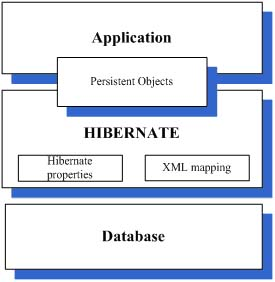 Application
Persistent Objects
HIBERNATE
Hibernate
properties
XML mapping
Database